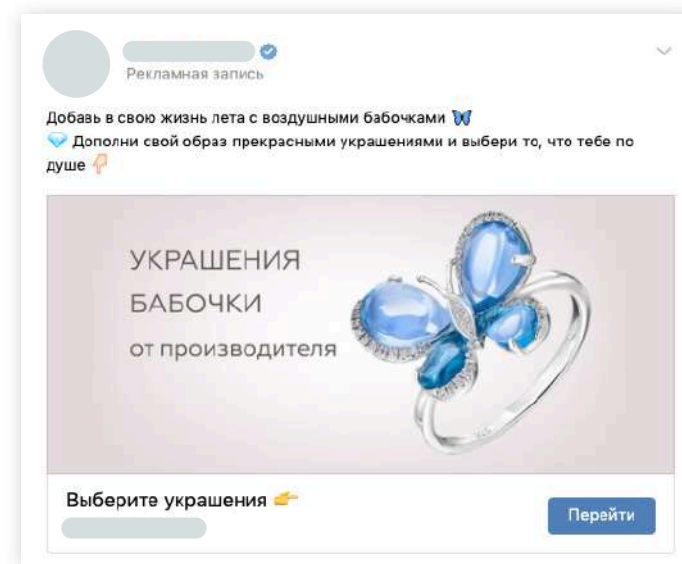 Рекламная запись
Добавь в свою жизнь лета с воздушными бабочками 🦋
💎 Дополни свой образ прекрасными украшениями и выбери то, что тебе по
душе 👇🏻
УКРАШЕНИЯ
БАБОЧКИ
от производителя
925
Выберите украшения 👉
Перейти